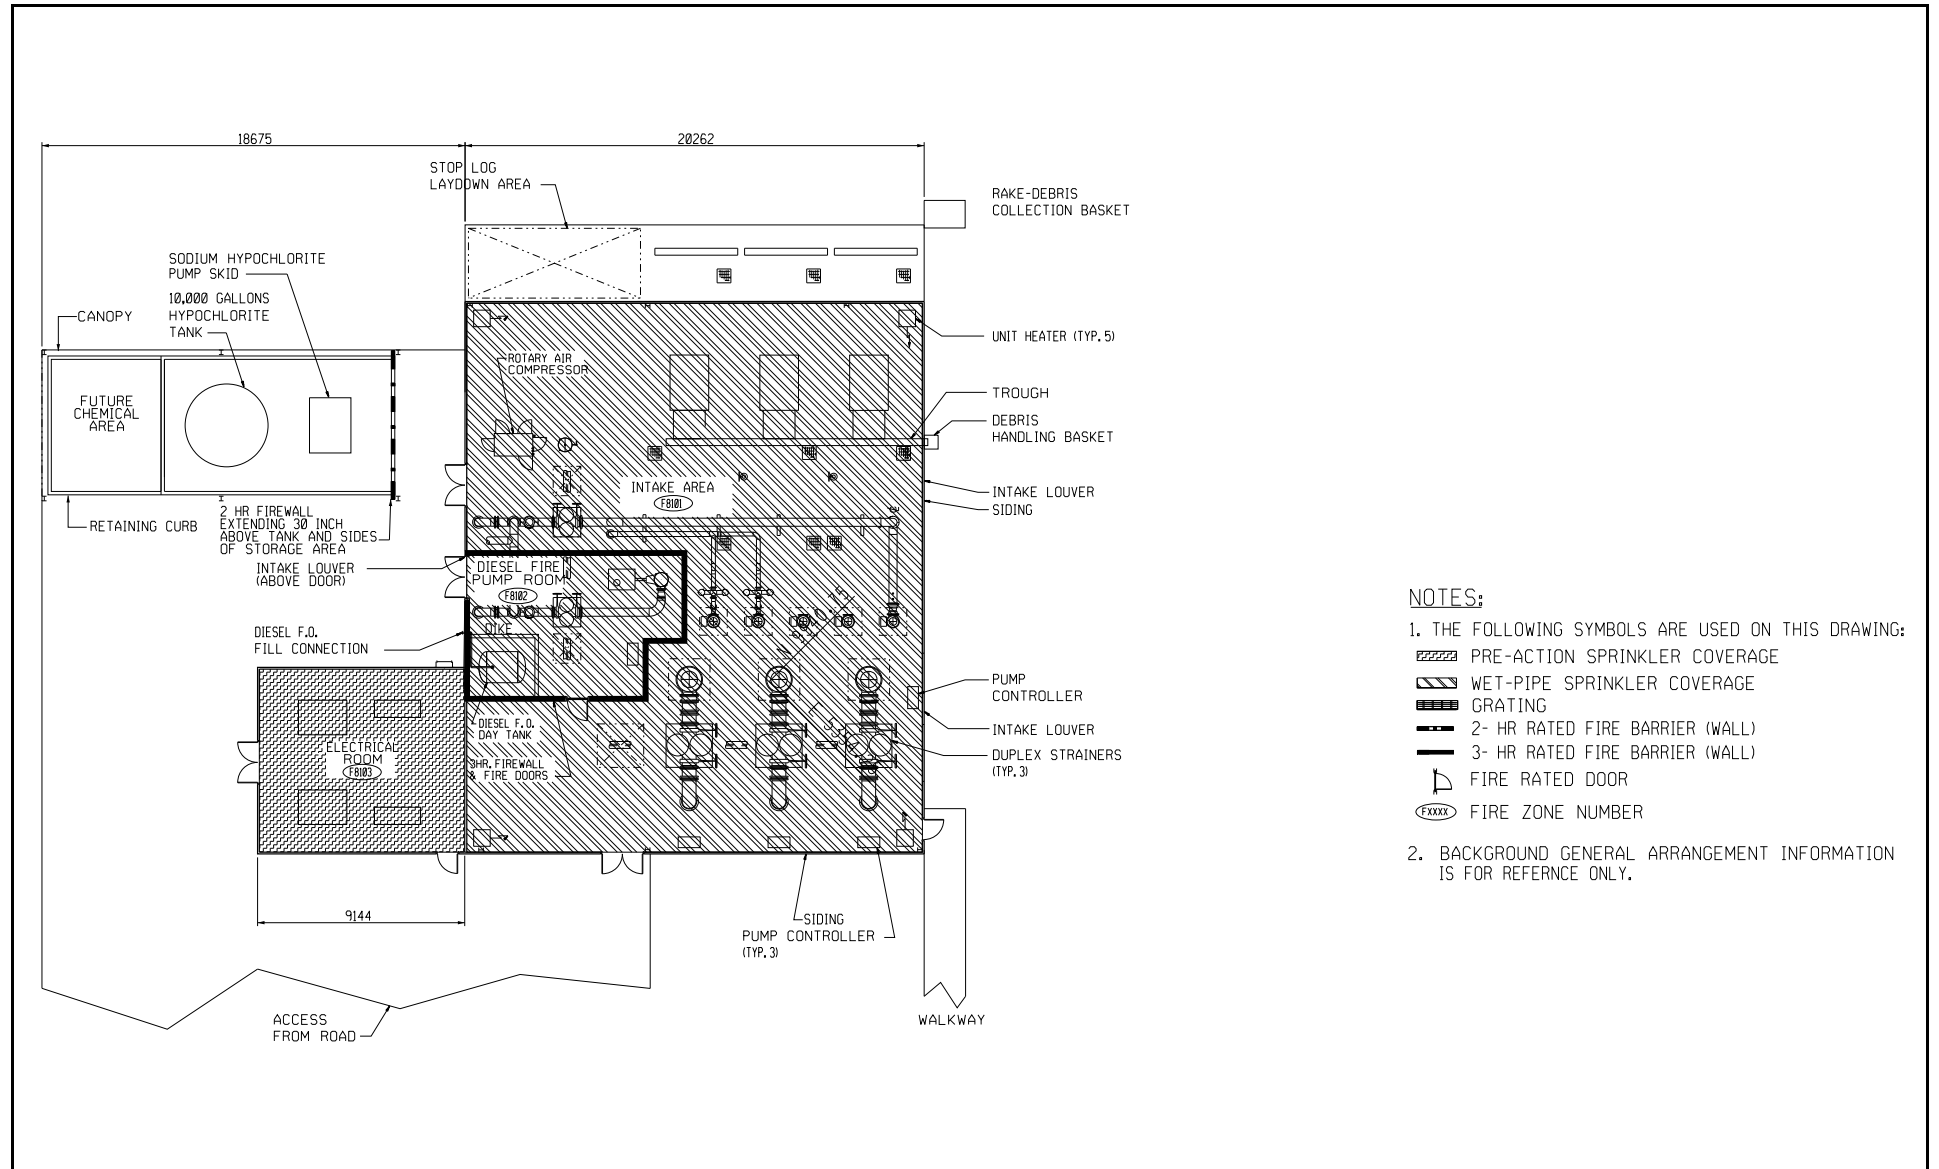 18675
20262
STOP LOG
LAYDOWN AREA
RAKE-DEBRIS
COLLECTION BASKET
SODIUM HYPOCHLORITE
PUMP SKID
10,000 GALLONS
HYPOCHLORITE
TANK
CANOPY
UNIT HEATER (TYP. 5)
ROTARY AIR
COMPRESSOR
FUTURE
CHEMICAL
AREA
TROUGH
DEBRIS
HANDLING BASKET
INTAKE AREA
F8101
INTAKE LOUVER
SIDING
RETAINING CURB
2 HR FIREWALL
EXTENDING 30 INCH
ABOVE TANK AND SIDES
OF STORAGE AREA
INTAKE LOUVER
(ABOVE DOOR)
DIESEL FIRE
PUMP ROOM
F8102
DIKE
DIESEL F.O.
FILL CONNECTION
PUMP
CONTROLLER
DIESEL F.O.
DAY TANK
INTAKE LOUVER
ELECTRICAL
ROOM
F8103
3HR. FIREWALL
& FIRE DOORS
DUPLEX STRAINERS
(TYP. 3)
9144
SIDING
PUMP CONTROLLER
(TYP. 3)
ACCESS
FROM ROAD
WALKWAY
NOTES:
1. THE FOLLOWING SYMBOLS ARE USED ON THIS DRAWING:
PRE-ACTION SPRINKLER COVERAGE
WET-PIPE SPRINKLER COVERAGE
GRATING
2- HR RATED FIRE BARRIER (WALL)
3- HR RATED FIRE BARRIER (WALL)
FIRE RATED DOOR
FXXXX FIRE ZONE NUMBER
2. BACKGROUND GENERAL ARRANGEMENT INFORMATION
IS FOR REFERNCE ONLY.